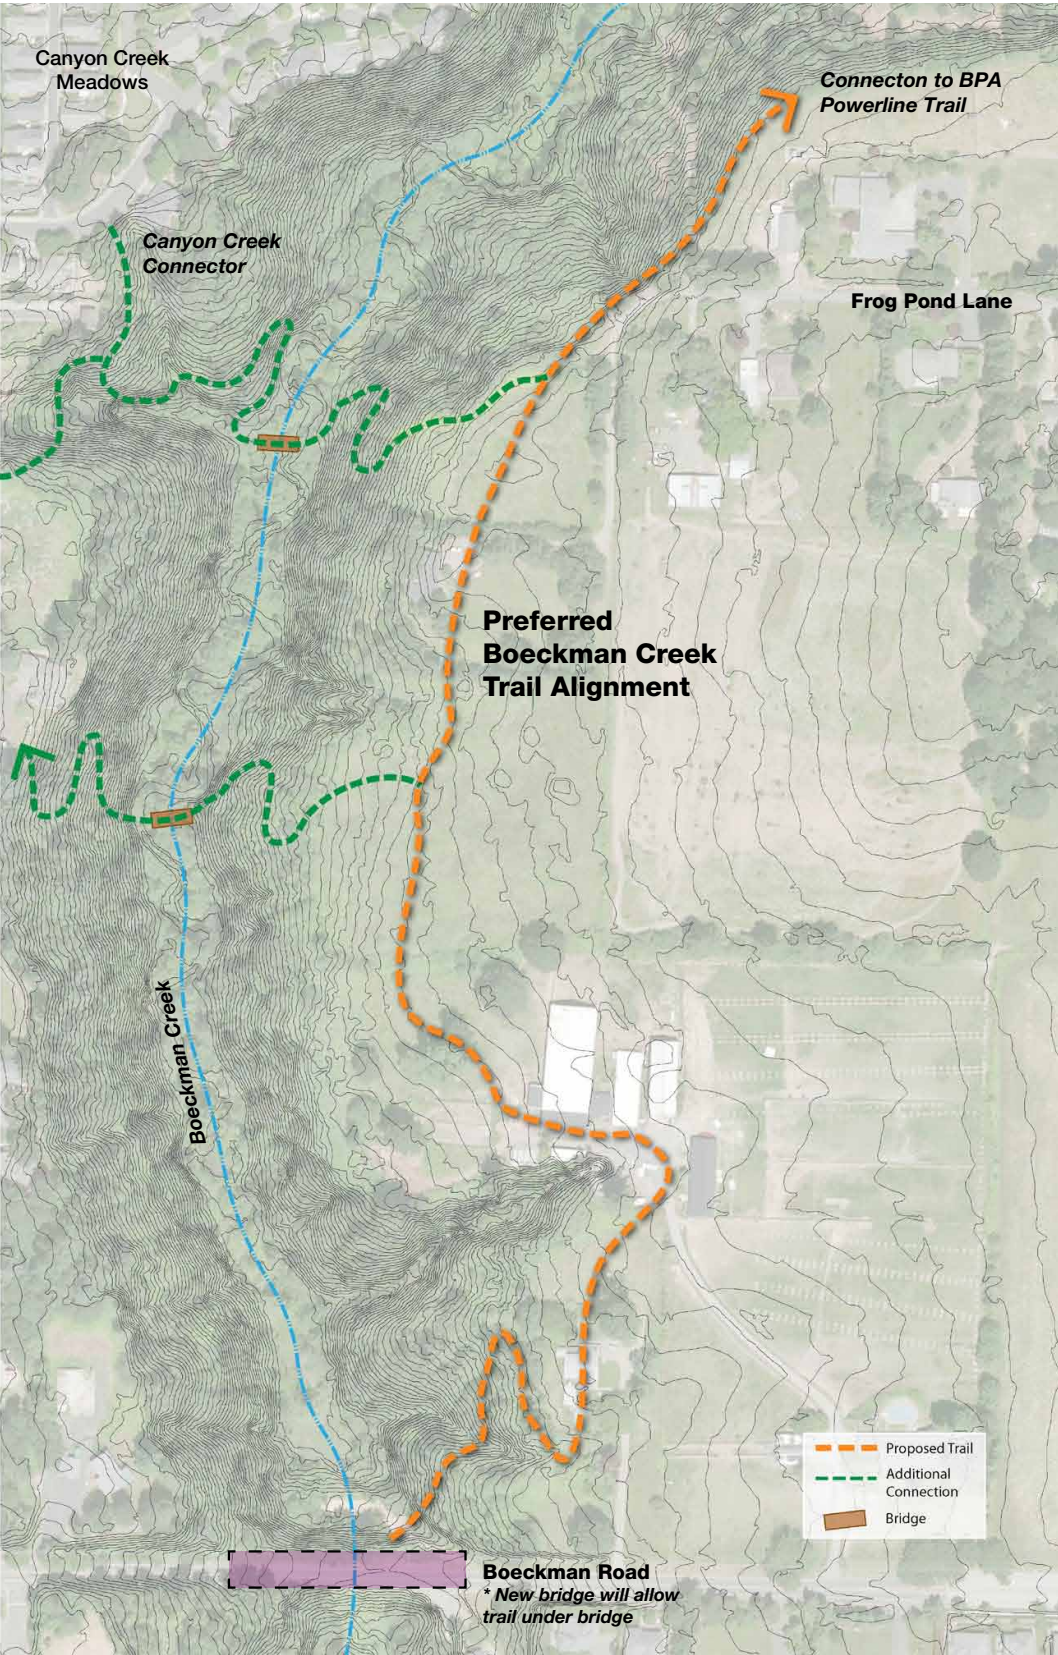 Canyon Creek
Meadows
Connecton to BPA
Powerline Trail
Canyon Creek
Connector
Frog Pond Lane
Preferred
Boeckman Creek
Trail Alignment
Boeckman Creek
Proposed Trail
Additional
Connection
Bridge
Boeckman Road
* New bridge will allow
trail under bridge